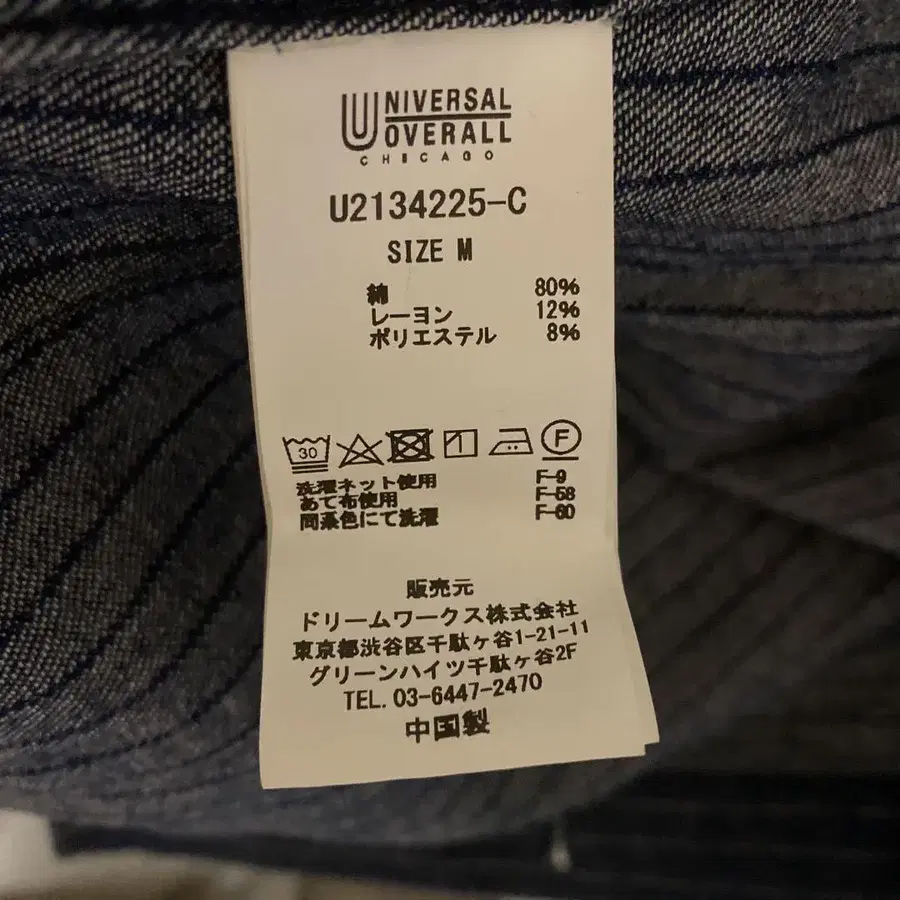 UNIVERSAL
OVERALL
CHICAGO
U2134225-C
SIZE M
綿 80%
レーヨン 12%
ポリエステル 8%
30 1 F
洗濯ネット使用 F-9
あて布使用 F-58
同系色にて洗濯 F-60
販売元
ドリームワークス株式会社
東京都渋谷区千駄ヶ谷1-21-11
グリーンハイツ千駄ヶ谷2F
TEL. 03-6447-2470
中国製